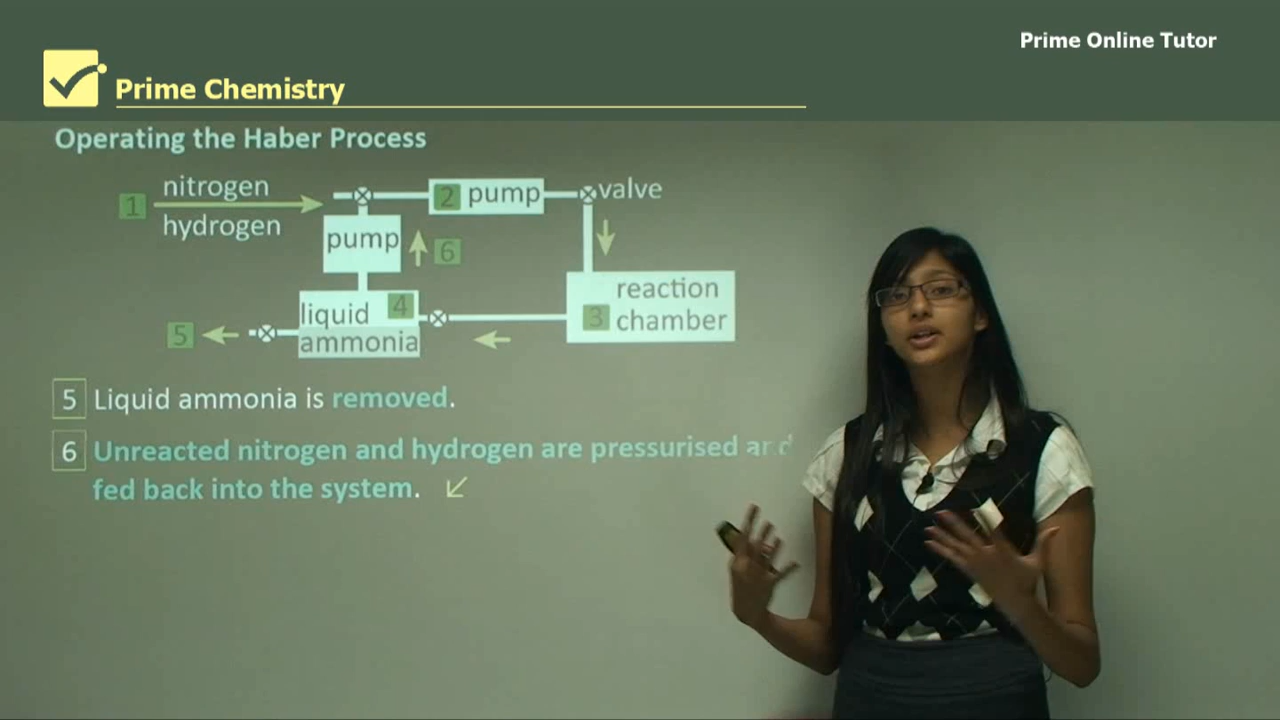 Prime Online Tutor
Prime Chemistry
Operating the Haber Process
nitrogen
1
hydrogen
2 pump
valve
pump
6
reaction
3 chamber
liquid 4
ammonia
5
5 Liquid ammonia is removed.
6 Unreacted nitrogen and hydrogen are pressurised and
fed back into the system.